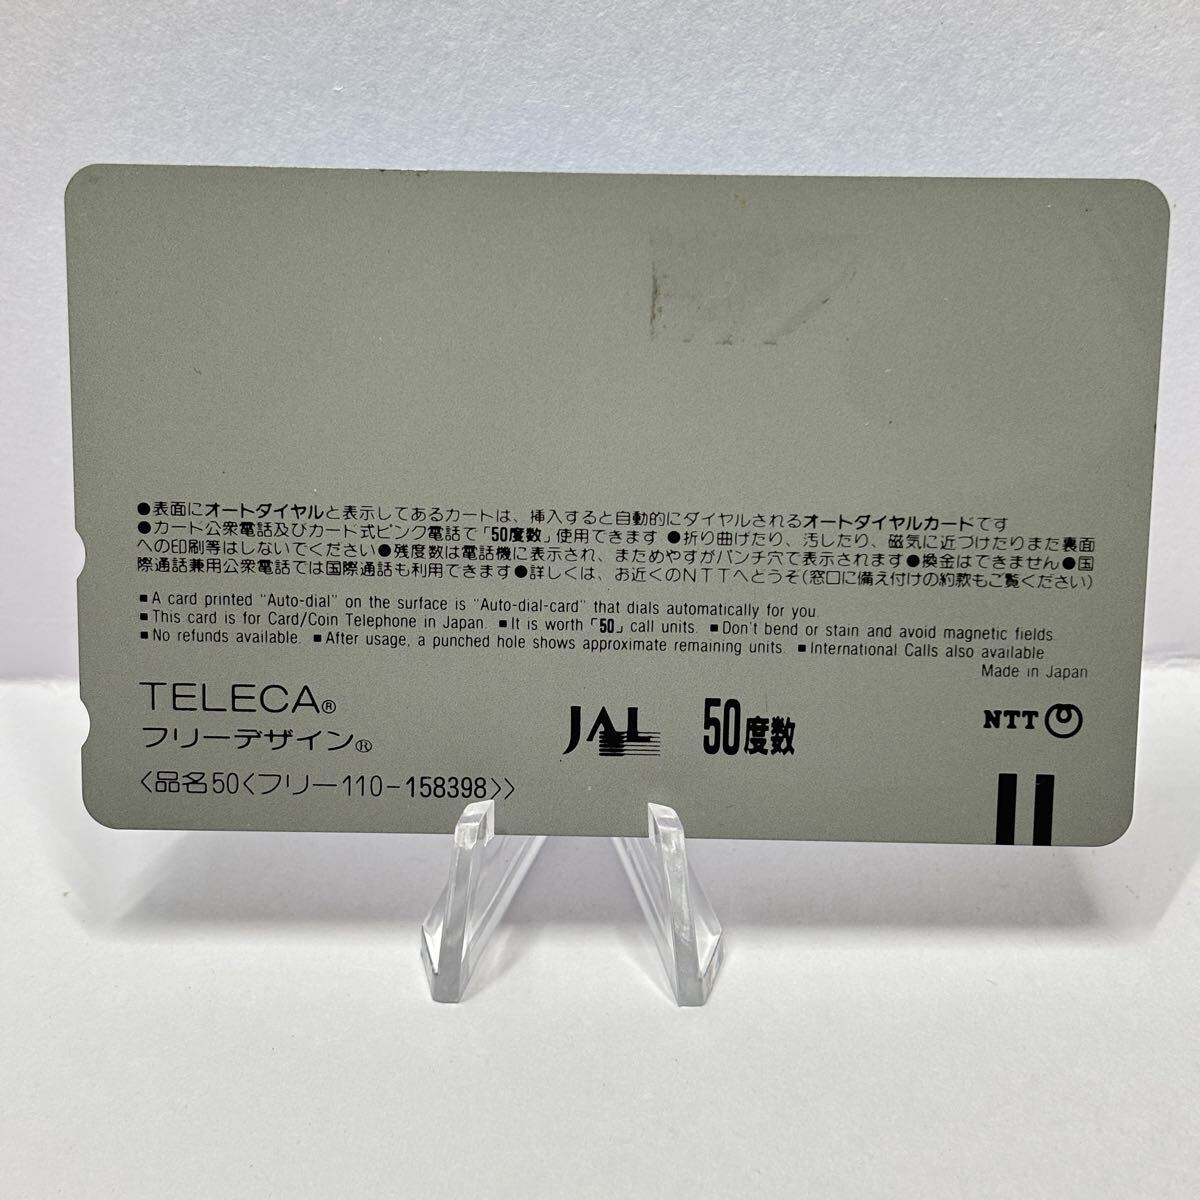 ●表面にオートダイヤルと表示してあるカードは、挿入すると自動的にダイヤルされるオートダイヤルカードです
●カード公衆電話及びカード式ピンク電話で「50度数」使用できます ●折り曲げたり、汚したり、磁気に近づけたりまた裏面
への印刷等はしないでください●残度数は電話機に表示され、まためやすがパンチ穴で表示されます●換金はできません●国
際通話兼用公衆電話では国際通話も利用できます●詳しくは、お近くのNTTへどうぞ(窓口に備え付けの約款もご覧ください)
■ A card printed "Auto-dial" on the surface is "Auto-dial-card" that dials automatically for you.
■ This card is for Card/Coin Telephone in Japan. ■ It is worth「50」call units. ■ Don't bend or stain and avoid magnetic fields.
■ No refunds available. ■ After usage, a punched hole shows approximate remaining units. ■ International Calls also available.
Made in Japan
TELECA®
フリーデザイン®
JAL
50度数
NTT
〈品名50〈フリー110-158398〉〉